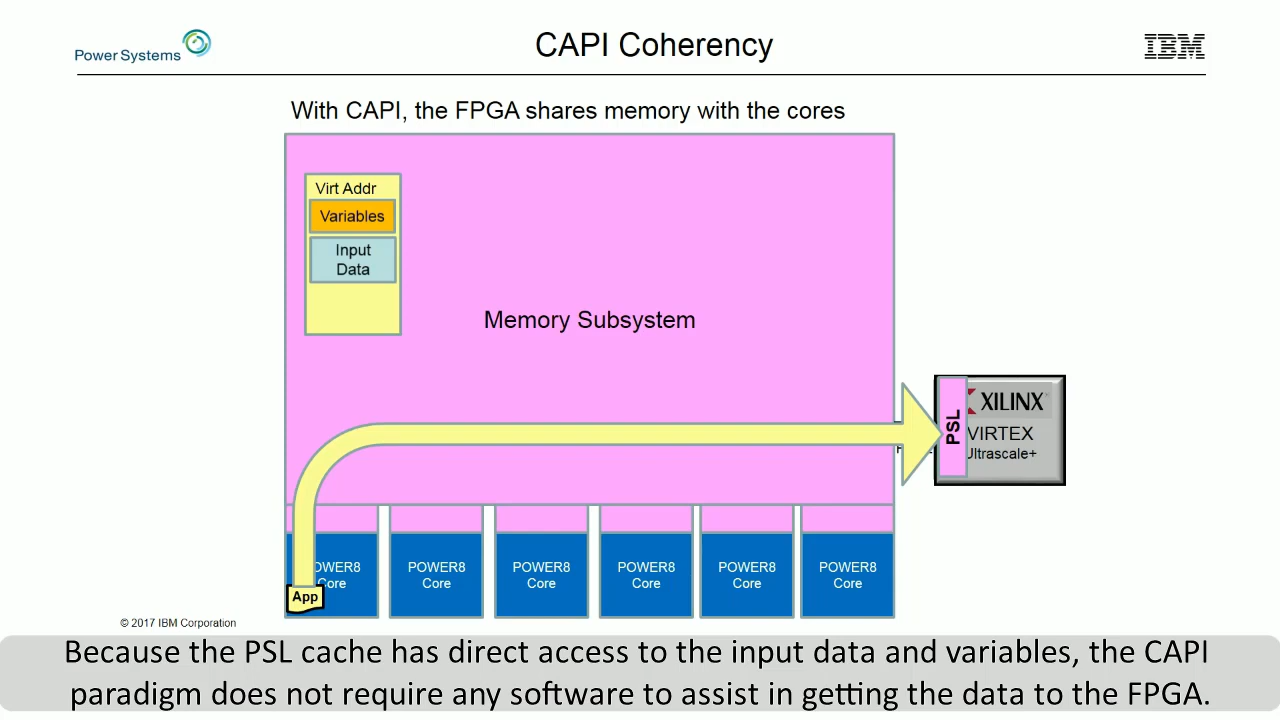 Power Systems
CAPI Coherency
IBM
With CAPI, the FPGA shares memory with the cores
Virt Addr
Variables
Input
Data
Memory Subsystem
PSL
XILINX
VIRTEX
Ultrascale+
POWER8
Core
POWER8
Core
POWER8
Core
POWER8
Core
POWER8
Core
POWER8
Core
App
© 2017 IBM Corporation
Because the PSL cache has direct access to the input data and variables, the CAPI
paradigm does not require any software to assist in getting the data to the FPGA.